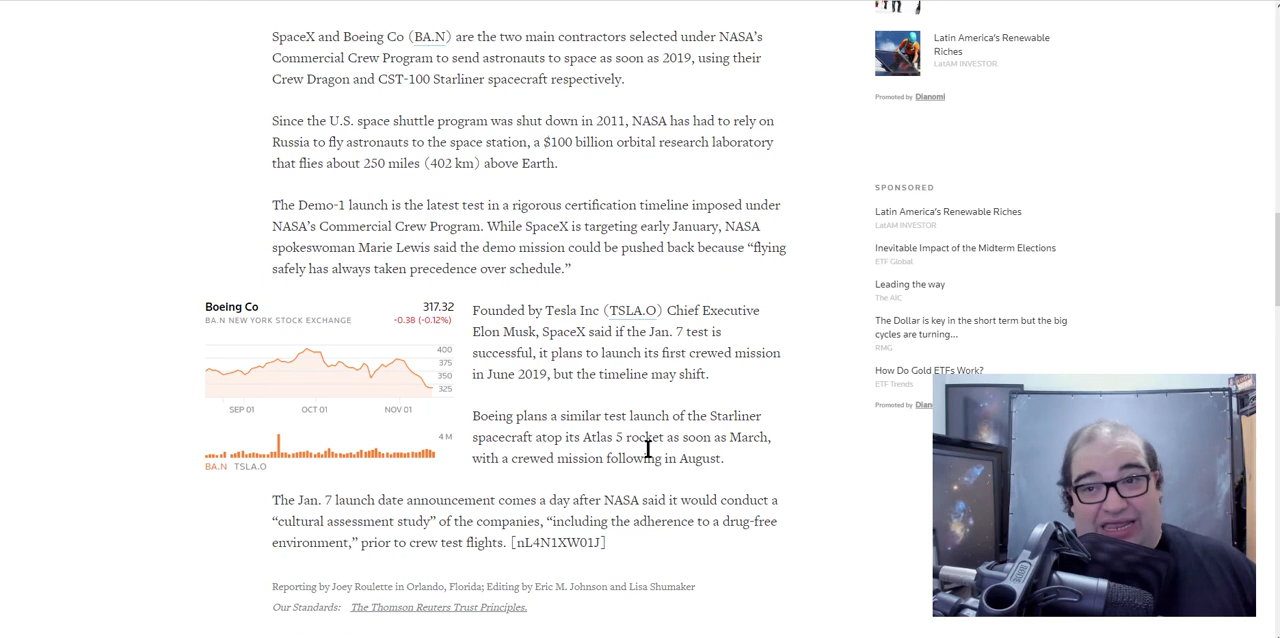 SpaceX and Boeing Co (BA.N) are the two main contractors selected under NASA’s
Commercial Crew Program to send astronauts to space as soon as 2019, using their
Crew Dragon and CST-100 Starliner spacecraft respectively.
Since the U.S. space shuttle program was shut down in 2011, NASA has had to rely on
Russia to fly astronauts to the space station, a $100 billion orbital research laboratory
that flies about 250 miles (402 km) above Earth.
The Demo-1 launch is the latest test in a rigorous certification timeline imposed under
NASA’s Commercial Crew Program. While SpaceX is targeting early January, NASA
spokeswoman Marie Lewis said the demo mission could be pushed back because “flying
safely has always taken precedence over schedule.”
Boeing Co 317.32
BA.N NEW YORK STOCK EXCHANGE -0.38 (-0.12%)
400
375
350
325
SEP 01 OCT 01 NOV 01
4 M
BA.N TSLA.O
Founded by Tesla Inc (TSLA.O) Chief Executive
Elon Musk, SpaceX said if the Jan. 7 test is
successful, it plans to launch its first crewed mission
in June 2019, but the timeline may shift.
Boeing plans a similar test launch of the Starliner
spacecraft atop its Atlas 5 rocket as soon as March,
with a crewed mission following in August.
The Jan. 7 launch date announcement comes a day after NASA said it would conduct a
“cultural assessment study” of the companies, “including the adherence to a drug-free
environment,” prior to crew test flights. [nL4N1XW01J]
Reporting by Joey Roulette in Orlando, Florida; Editing by Eric M. Johnson and Lisa Shumaker
Our Standards: The Thomson Reuters Trust Principles.
Latin America’s Renewable
Riches
LatAM INVESTOR
Promoted by Dianomi
SPONSORED
Latin America’s Renewable Riches
LatAM INVESTOR
Inevitable Impact of the Midterm Elections
ETF Global
Leading the way
The AIC
The Dollar is key in the short term but the big
cycles are turning...
RMG
How Do Gold ETFs Work?
ETF Trends
Promoted by
RODE